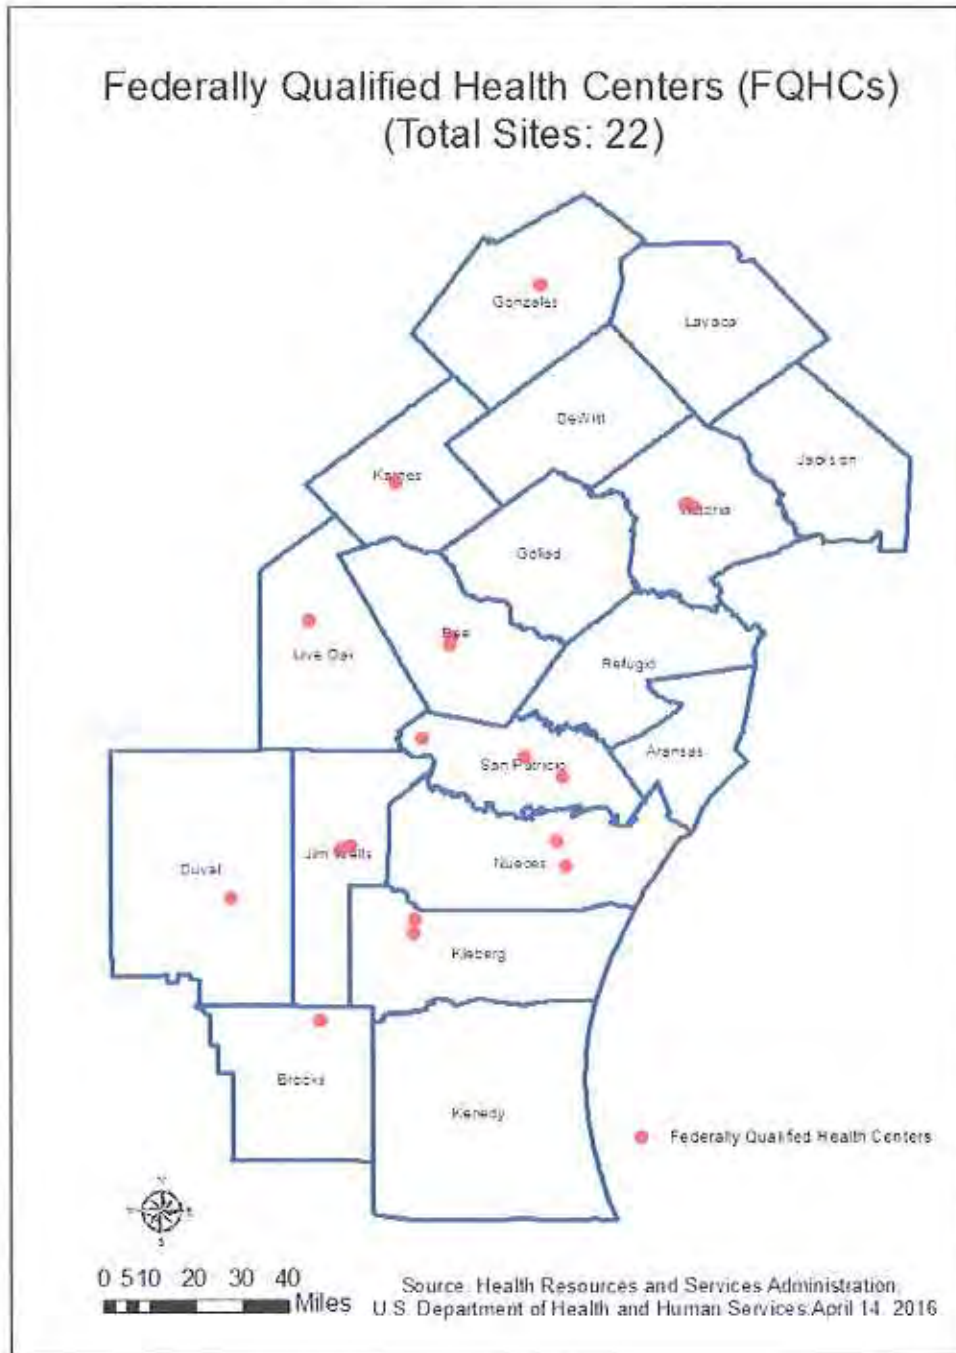 Federally Qualified Health Centers (FQHCs)
(Total Sites: 22)
Gonzales
Lavaca
DeWitt
Jackson
Karnes
Victoria
Goliad
Bee
Live Oak
Refugio
Aransas
San Patricio
Jim Wells
Nueces
Duval
Kleberg
Brooks
Kenedy
Federally Qualified Health Centers
N
E
S
0 5 10 20 30 40
Miles
Source: Health Resources and Services Administration,
U.S. Department of Health and Human Services.April 14, 2016